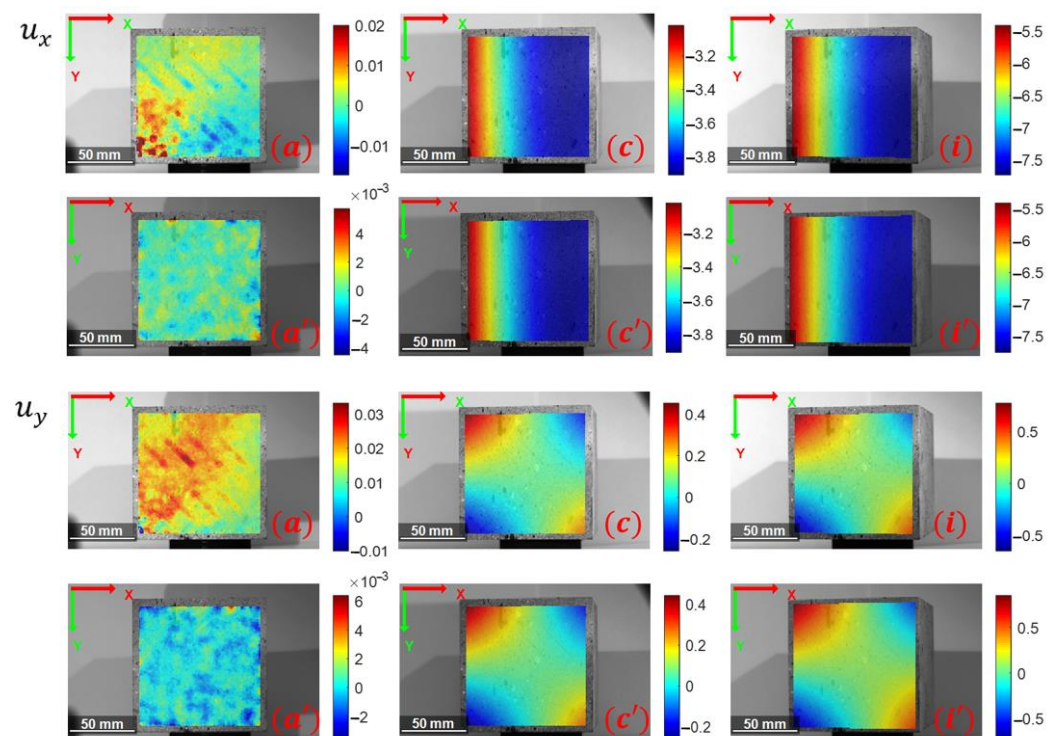 u_x
X
Y
50 mm
(a)
0.02
0.01
0
−0.01
X
Y
50 mm
(c)
−3.2
−3.4
−3.6
−3.8
X
Y
50 mm
(i)
−5.5
−6
−6.5
−7
−7.5
X
Y
50 mm
(a')
×10⁻³
6
4
2
0
−2
−4
X
Y
50 mm
(c')
−3.2
−3.4
−3.6
−3.8
X
Y
50 mm
(i')
−5.5
−6
−6.5
−7
−7.5
u_y
X
Y
50 mm
(a)
0.03
0.02
0.01
0
−0.01
X
Y
50 mm
(c)
0.4
0.2
0
−0.2
X
Y
50 mm
(i)
0.5
0
−0.5
X
Y
50 mm
(a')
×10⁻³
6
4
2
0
−2
X
Y
50 mm
(c')
0.4
0.2
0
−0.2
X
Y
50 mm
(i')
0.5
0
−0.5